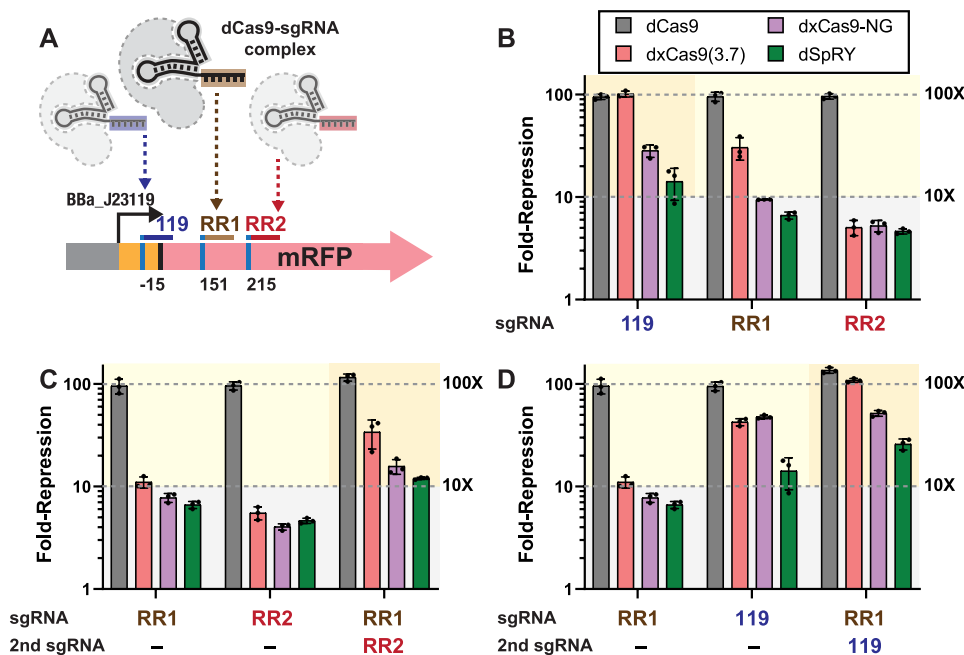 A
dCas9-sgRNA
complex
BBa_J23119
119
RR1
RR2
mRFP
-15
151
215
B
dCas9
dxCas9-NG
dxCas9(3.7)
dSpRY
Fold-Repression
100
10
1
100X
10X
sgRNA
119
RR1
RR2
C
Fold-Repression
100
10
1
100X
10X
sgRNA
RR1
RR2
RR1
2nd sgRNA
–
–
RR2
D
Fold-Repression
100
10
1
100X
10X
sgRNA
RR1
119
RR1
2nd sgRNA
–
–
119